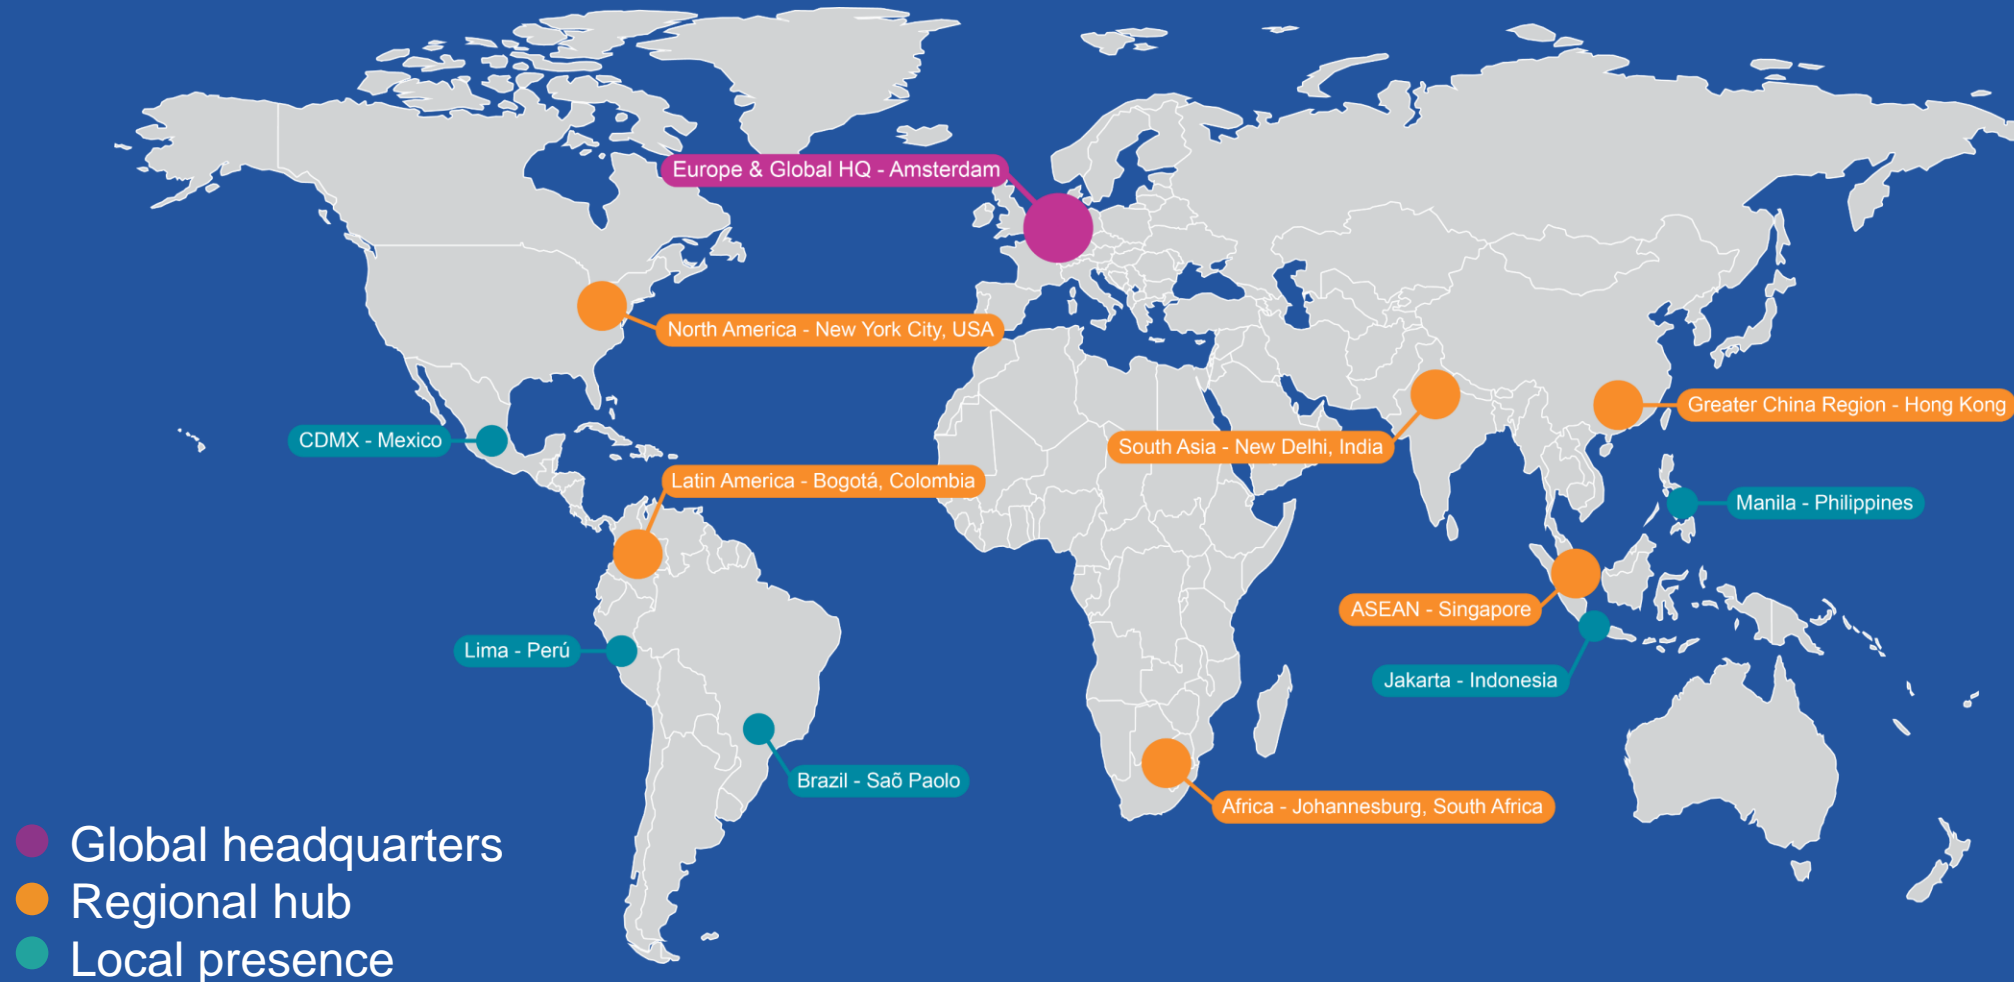 Europe & Global HQ - Amsterdam
North America - New York City, USA
Greater China Region - Hong Kong
CDMX - Mexico
South Asia - New Delhi, India
Latin America - Bogotá, Colombia
Manila - Philippines
ASEAN - Singapore
Lima - Perú
Jakarta - Indonesia
Brazil - Saõ Paolo
Africa - Johannesburg, South Africa
Global headquarters
Regional hub
Local presence